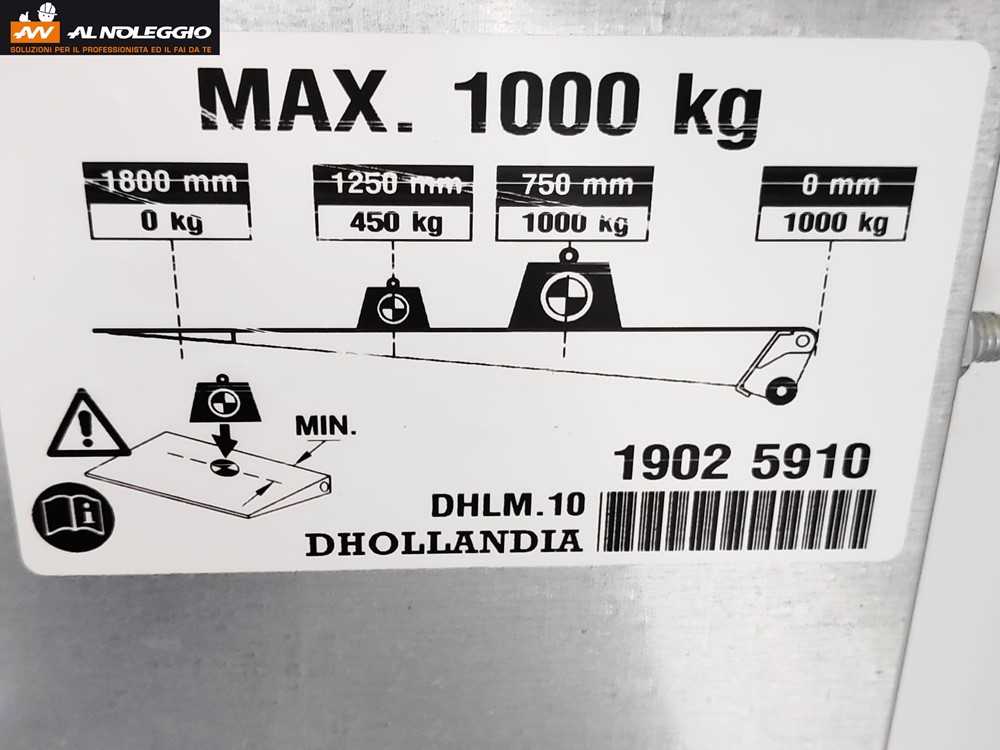 AN AL NOLEGGIO
SOLUZIONI PER IL PROFESSIONISTA ED IL FAI DA TE
MAX. 1000 kg
1800 mm 1250 mm 750 mm 0 mm
0 kg 450 kg 1000 kg 1000 kg
MIN.
1902 5910
DHLM.10
DHOLLANDIA